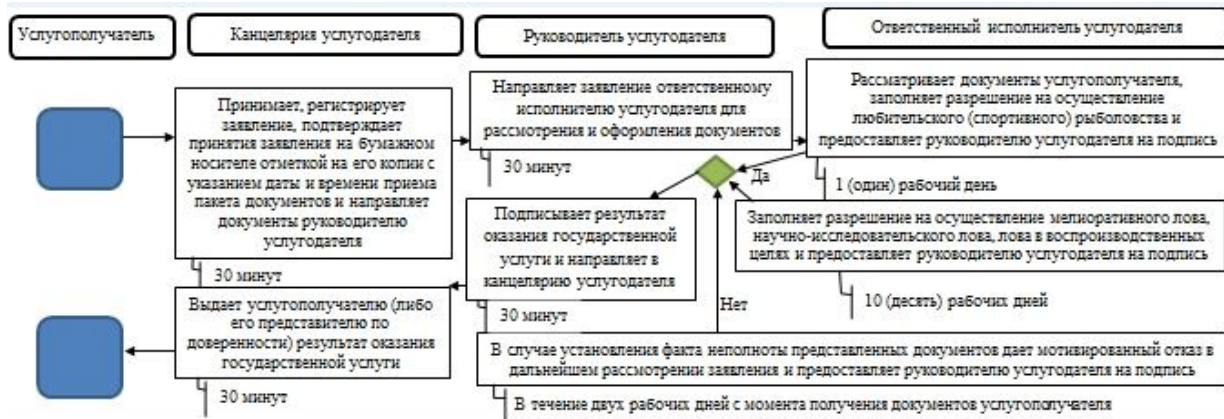 Услугополучатель
Канцелярия услугодателя
Руководитель услугодателя
Ответственный исполнитель услугодателя
Принимает, регистрирует
заявление, подтверждает
принятия заявления на бумажном
носителе отметкой на его копии с
указанием даты и времени приема
пакета документов и направляет
документы руководителю
услугодателя
30 минут
Направляет заявление ответственному
исполнителю услугодателя для
рассмотрения и оформления документов
30 минут
Рассматривает документы услугополучателя,
заполняет разрешение на осуществление
любительского (спортивного) рыболовства и
предоставляет руководителю услугодателя на подпись
1 (один) рабочий день
Да
Заполняет разрешение на осуществление мелиоративного лова,
научно-исследовательского лова, лова в воспроизводственных
целях и предоставляет руководителю услугодателя на подпись
10 (десять) рабочих дней
Подписывает результат
оказания государственной
услуги и направляет в
канцелярию услугодателя
30 минут
Нет
Выдает услугополучателю (либо
его представителю по
доверенности) результат оказания
государственной услуги
30 минут
В случае установления факта неполноты представленных документов дает мотивированный отказ в
дальнейшем рассмотрении заявления и предоставляет руководителю услугодателя на подпись
В течение двух рабочих дней с момента получения документов услугополучателя